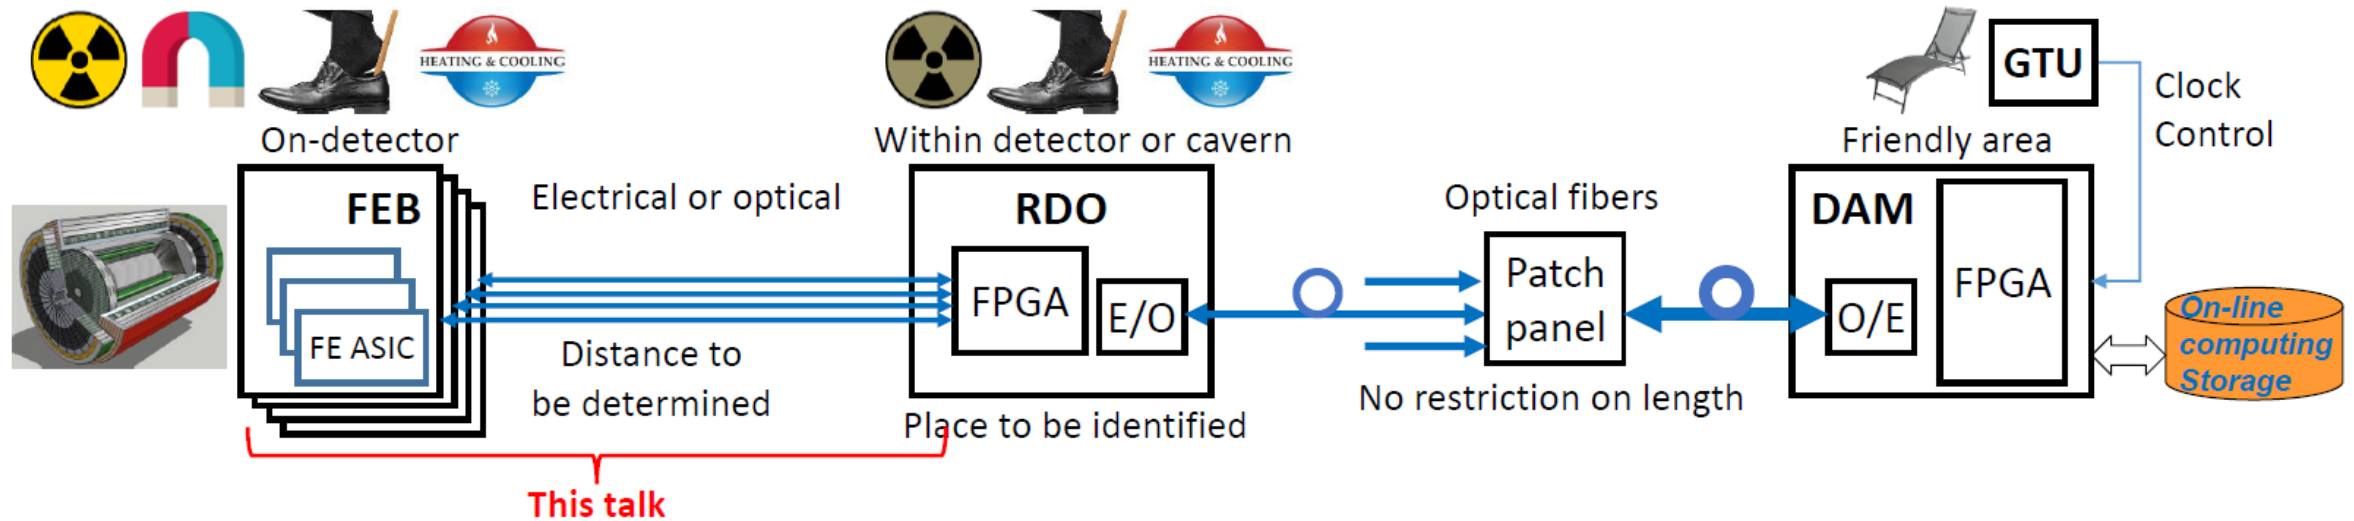 HEATING & COOLING
On-detector
FEB
FE ASIC
Electrical or optical
Distance to
be determined
This talk
HEATING & COOLING
Within detector or cavern
RDO
FPGA
E/O
Place to be identified
Optical fibers
Patch
panel
No restriction on length
GTU
Clock
Control
Friendly area
DAM
O/E
FPGA
On-line
computing
Storage